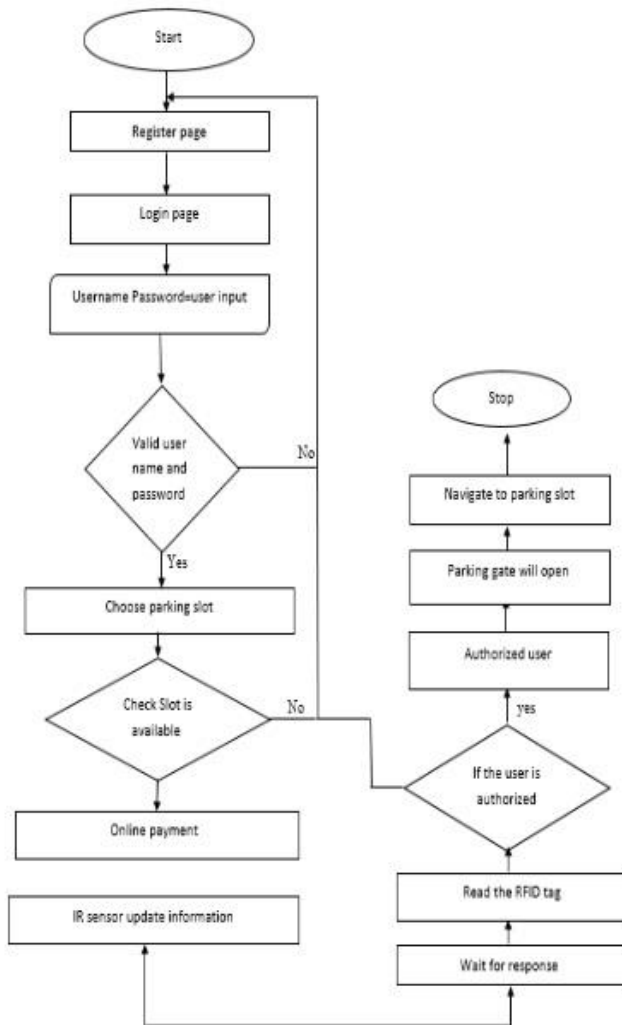 Start
Register page
Login page
Username Password=user input
Valid user
name and
password
No
Yes
Choose parking slot
Check Slot is
available
No
Online payment
IR sensor update information
Stop
Navigate to parking slot
Parking gate will open
Authorized user
yes
If the user is
authorized
Read the RFID tag
Wait for response